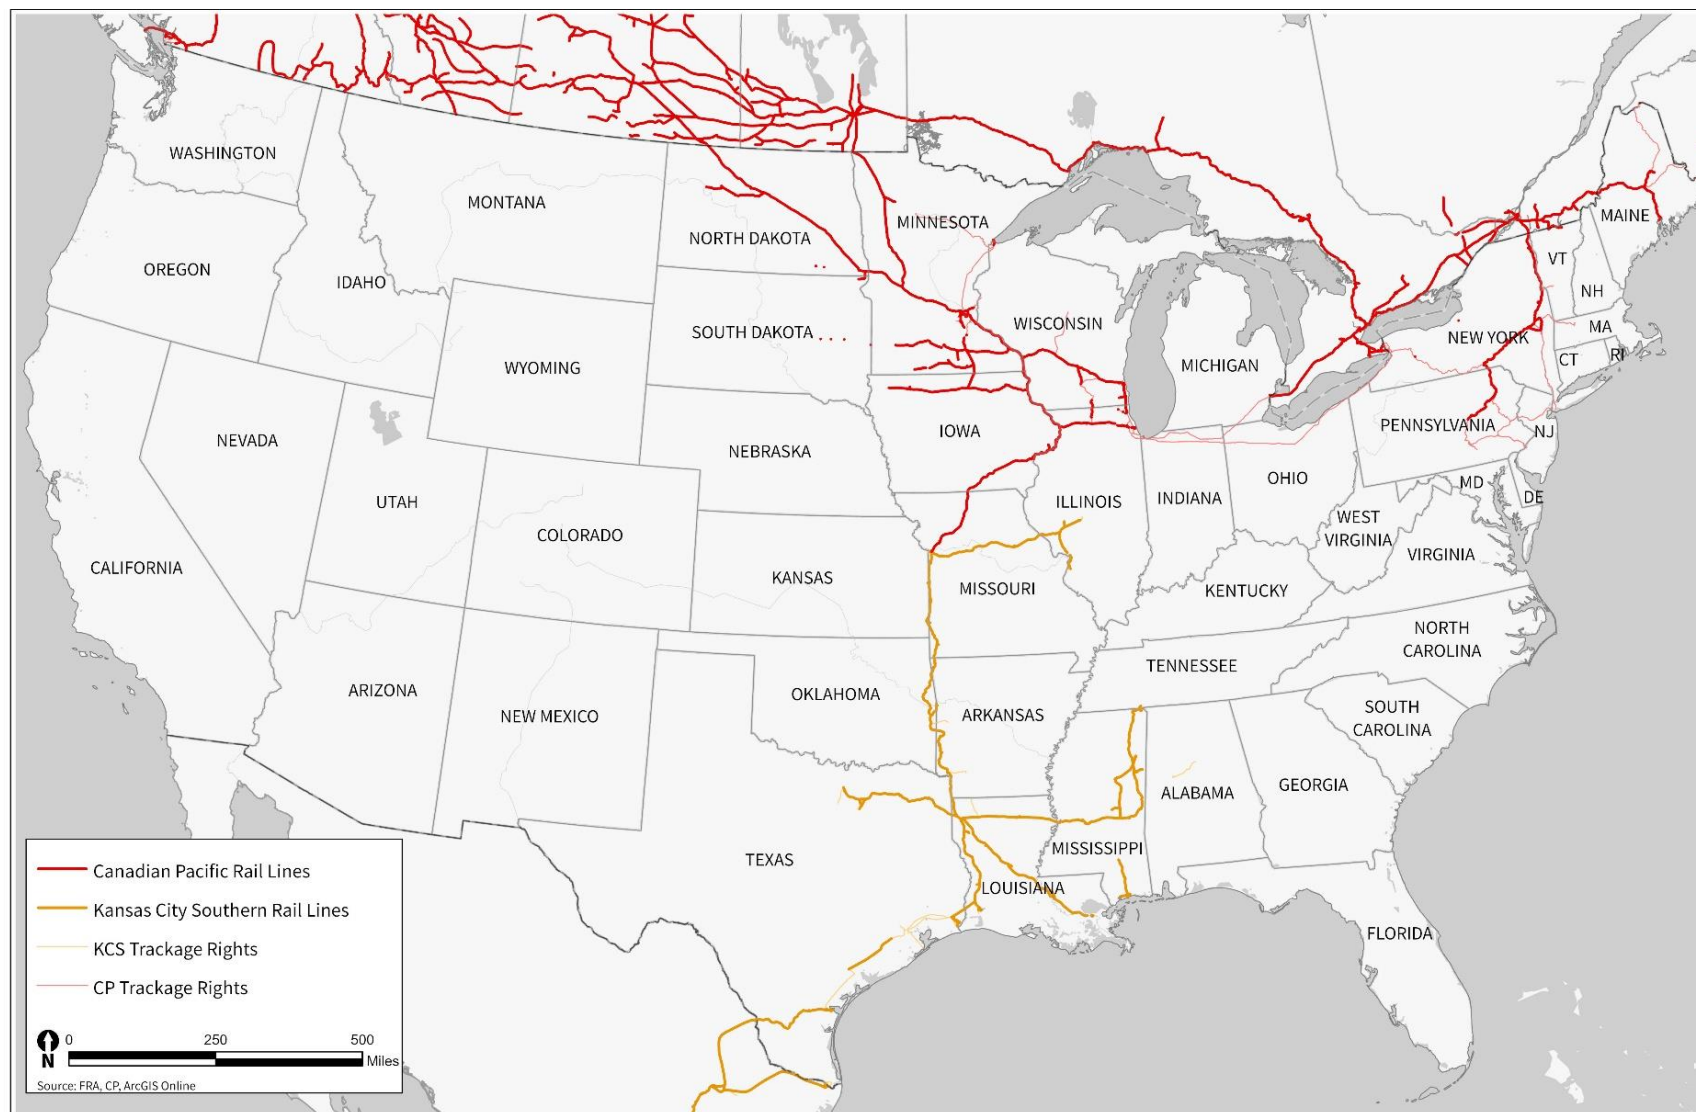 WASHINGTON
MONTANA
NORTH DAKOTA
MINNESOTA
MAINE
OREGON
IDAHO
VT
NH
SOUTH DAKOTA
WISCONSIN
MICHIGAN
NEW YORK
MA
CT
RI
WYOMING
NEVADA
NEBRASKA
IOWA
PENNSYLVANIA
NJ
UTAH
COLORADO
ILLINOIS
INDIANA
OHIO
MD
DE
WEST
VIRGINIA
VIRGINIA
CALIFORNIA
KANSAS
MISSOURI
KENTUCKY
NORTH
CAROLINA
TENNESSEE
ARIZONA
NEW MEXICO
OKLAHOMA
ARKANSAS
SOUTH
CAROLINA
ALABAMA
GEORGIA
TEXAS
MISSISSIPPI
LOUISIANA
FLORIDA
Canadian Pacific Rail Lines
Kansas City Southern Rail Lines
KCS Trackage Rights
CP Trackage Rights
N
0 250 500
Miles
Source: FRA, CP, ArcGIS Online